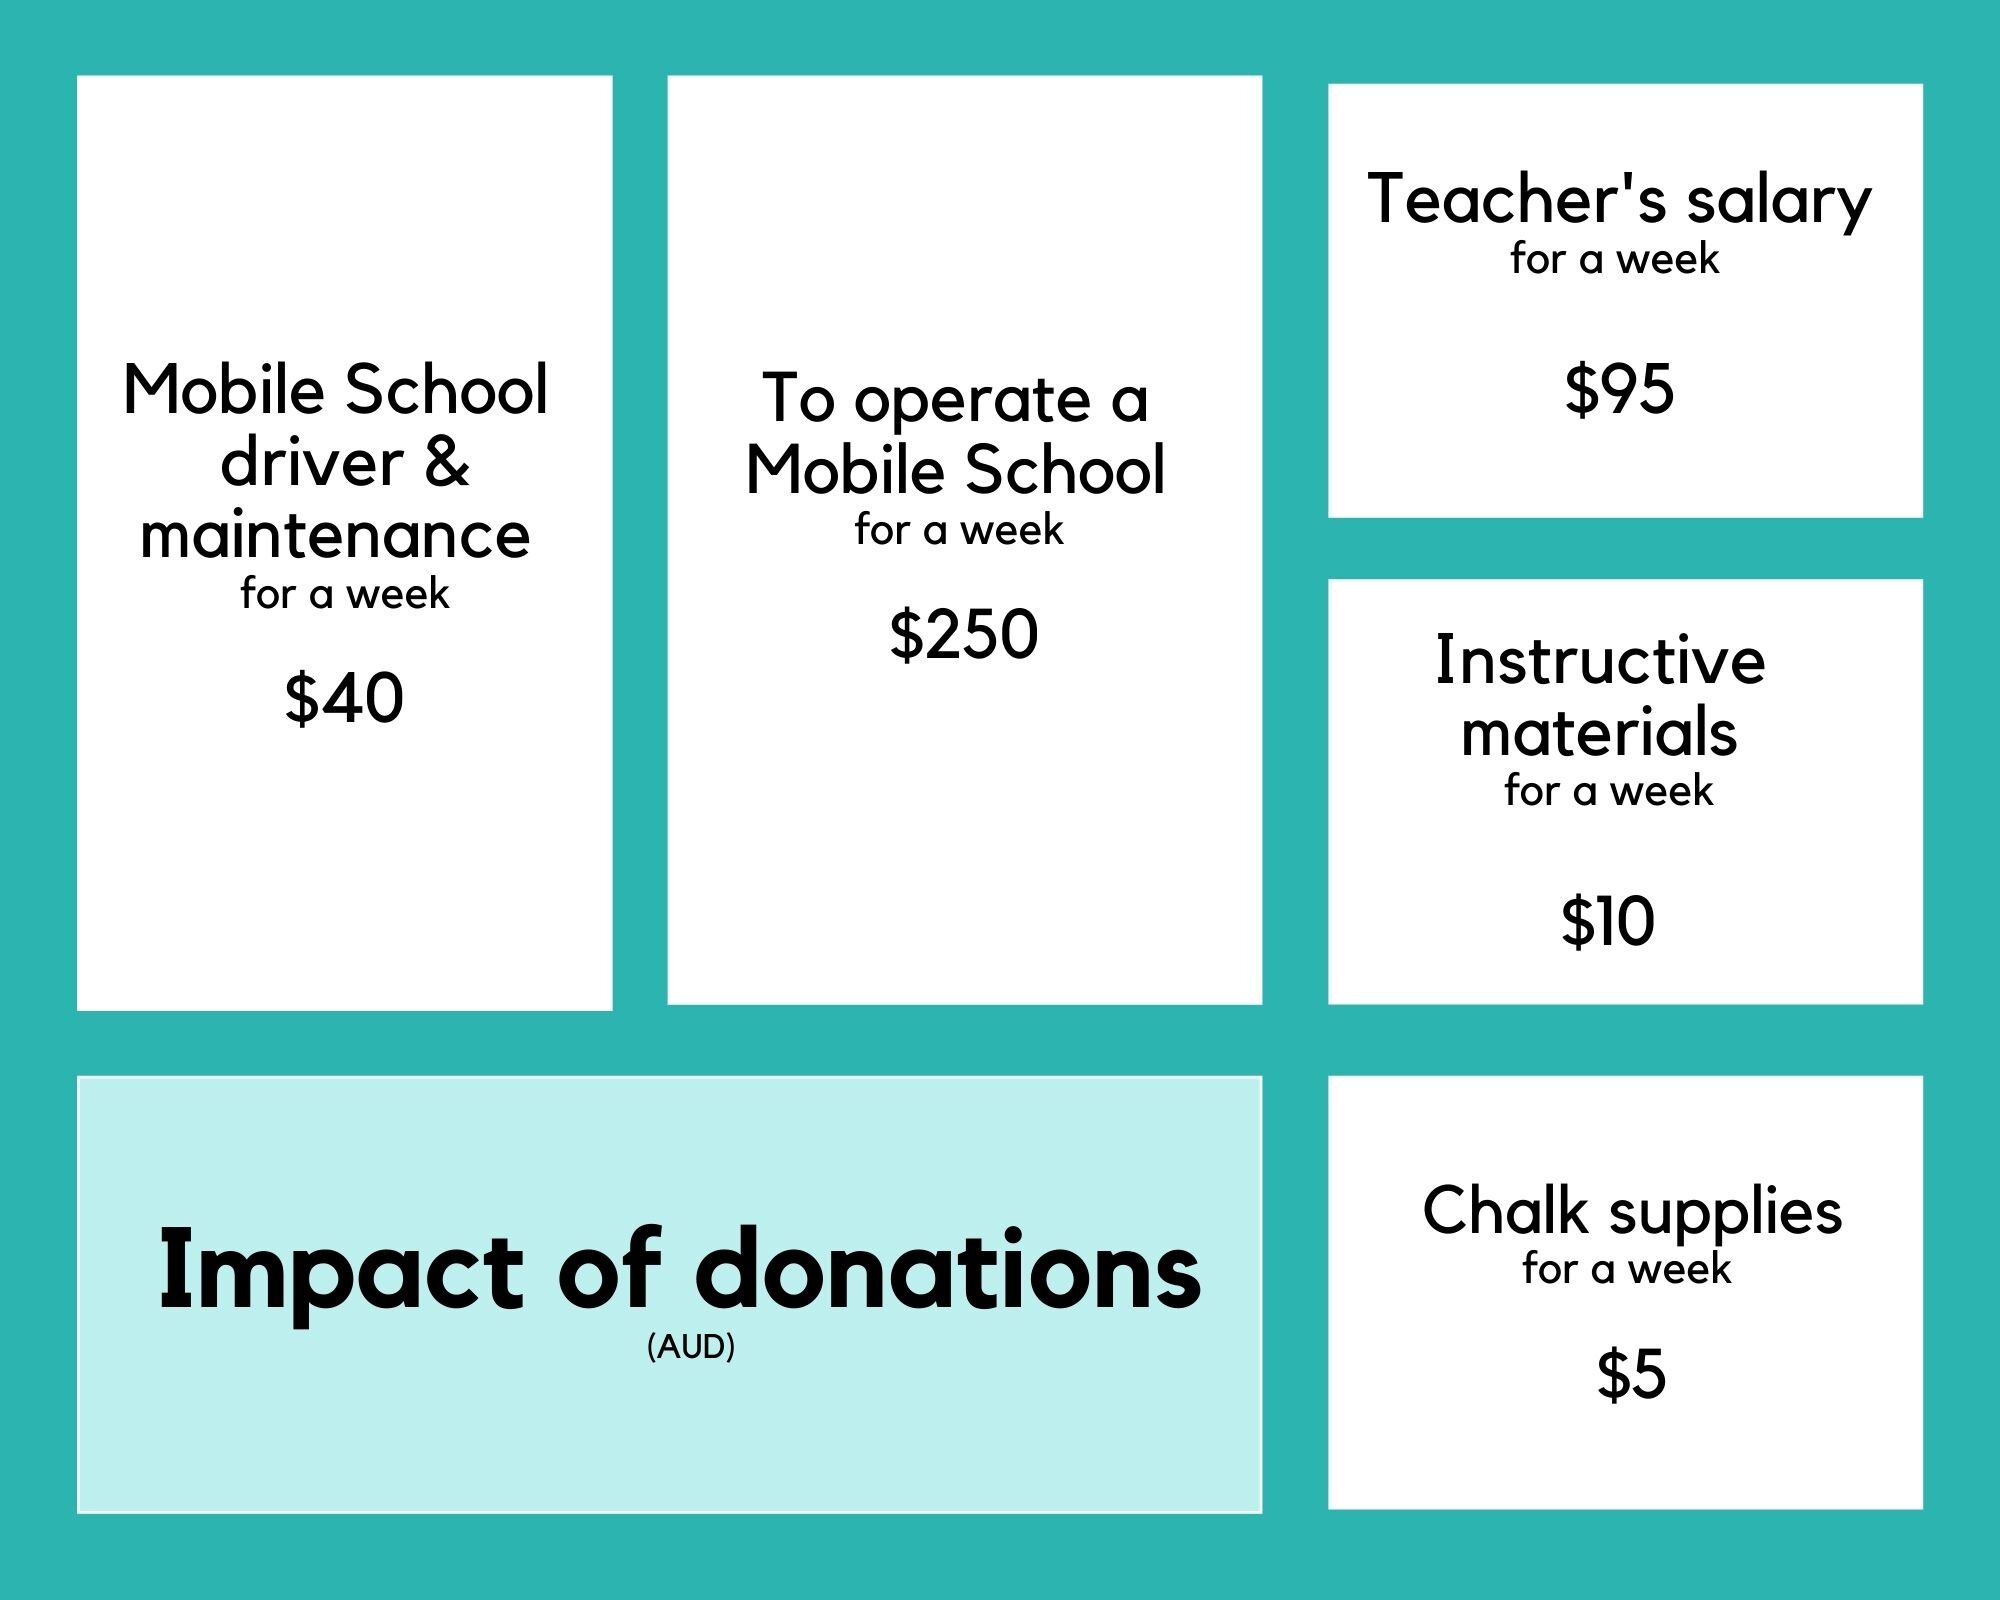 Mobile School
driver &
maintenance
for a week
$40
To operate a
Mobile School
for a week
$250
Teacher's salary
for a week
$95
Instructive
materials
for a week
$10
Impact of donations
(AUD)
Chalk supplies
for a week
$5